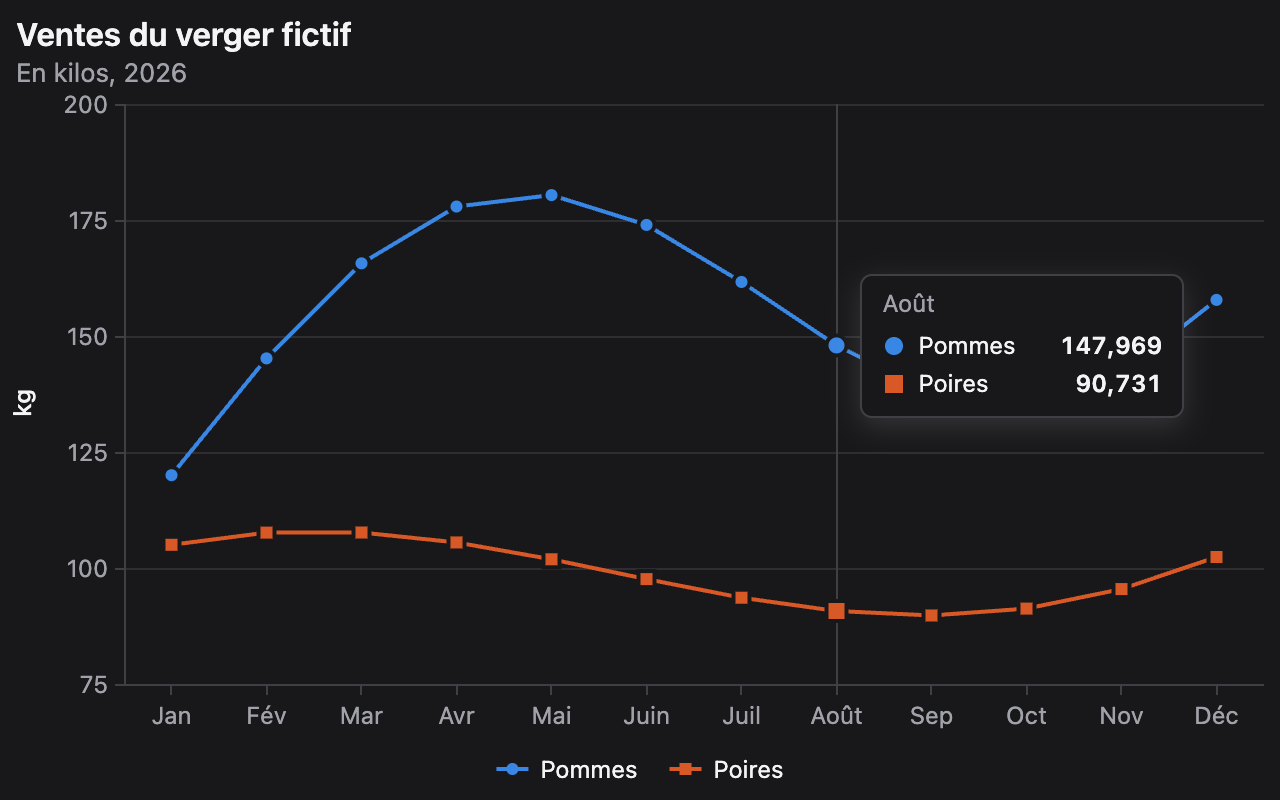 Ventes du verger fictif
En kilos, 2026
200
175
150
125
100
75
kg
Août
Pommes 147,969
Poires 90,731
Jan Fév Mar Avr Mai Juin Juil Août Sep Oct Nov Déc
Pommes Poires